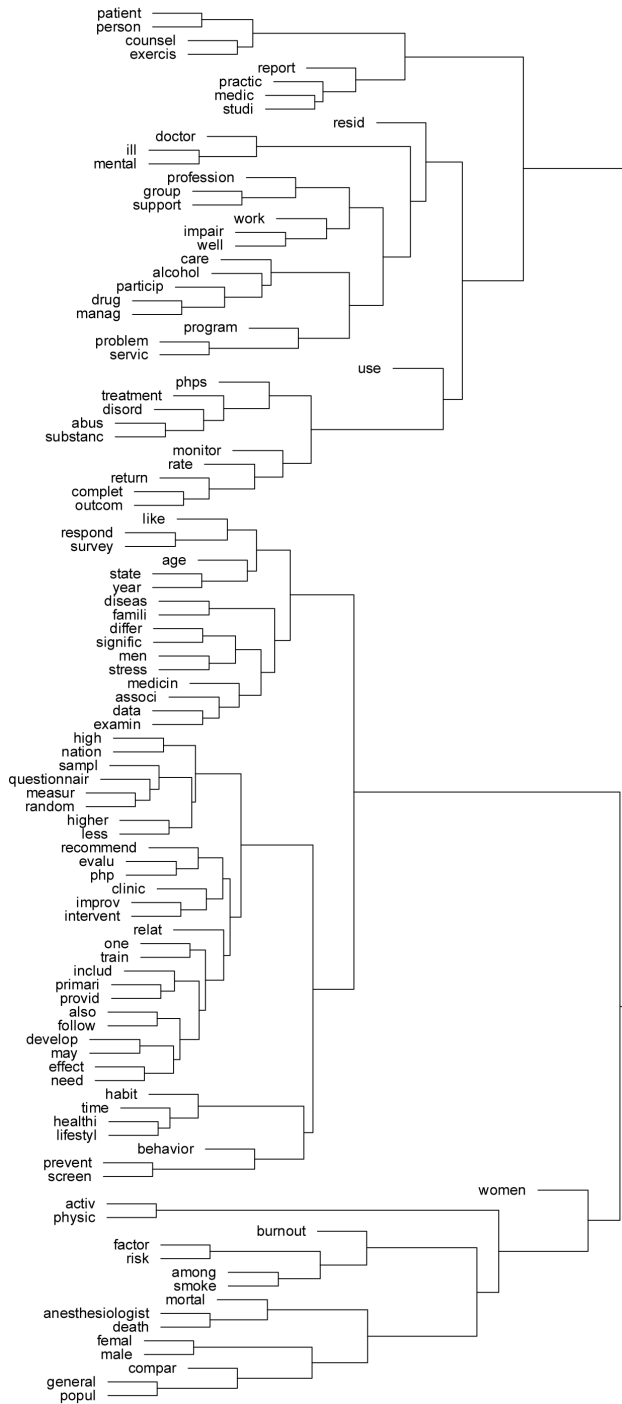 patient
person
counsel
exercis
report
practic
medic
studi
resid
doctor
ill
mental
profession
group
support
work
impair
well
care
alcohol
particip
drug
manag
program
problem
servic
use
phps
treatment
disord
abus
substanc
monitor
rate
return
complet
outcom
like
respond
survey
age
state
year
diseas
famili
differ
signific
men
stress
medicin
associ
data
examin
high
nation
sampl
questionnair
measur
random
higher
less
recommend
evalu
php
clinic
improv
intervent
relat
one
train
includ
primari
provid
also
follow
develop
may
effect
need
habit
time
healthi
lifestyl
behavior
prevent
screen
women
activ
physic
burnout
factor
risk
among
smoke
mortal
anesthesiologist
death
femal
male
compar
general
popul